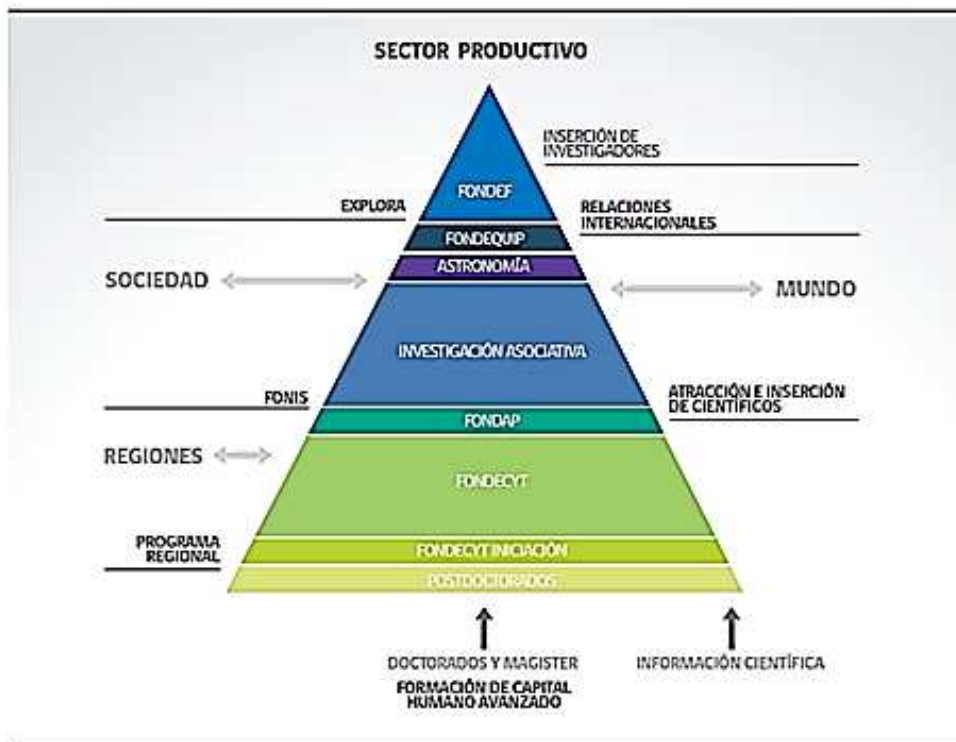 SECTOR PRODUCTIVO
INSERCIÓN DE
INVESTIGADORES
FONDEF
EXPLORA
RELACIONES
INTERNACIONALES
FONDEQUIP
ASTRONOMÍA
SOCIEDAD
MUNDO
INVESTIGACIÓN ASOCIATIVA
FONIS
ATRACCIÓN E INSERCIÓN
DE CIENTÍFICOS
FONDAP
REGIONES
FONDECYT
PROGRAMA
REGIONAL
FONDECYT INICIACIÓN
POSTDOCTORADOS
DOCTORADOS Y MAGISTER
FORMACIÓN DE CAPITAL
HUMANO AVANZADO
INFORMACIÓN CIENTÍFICA